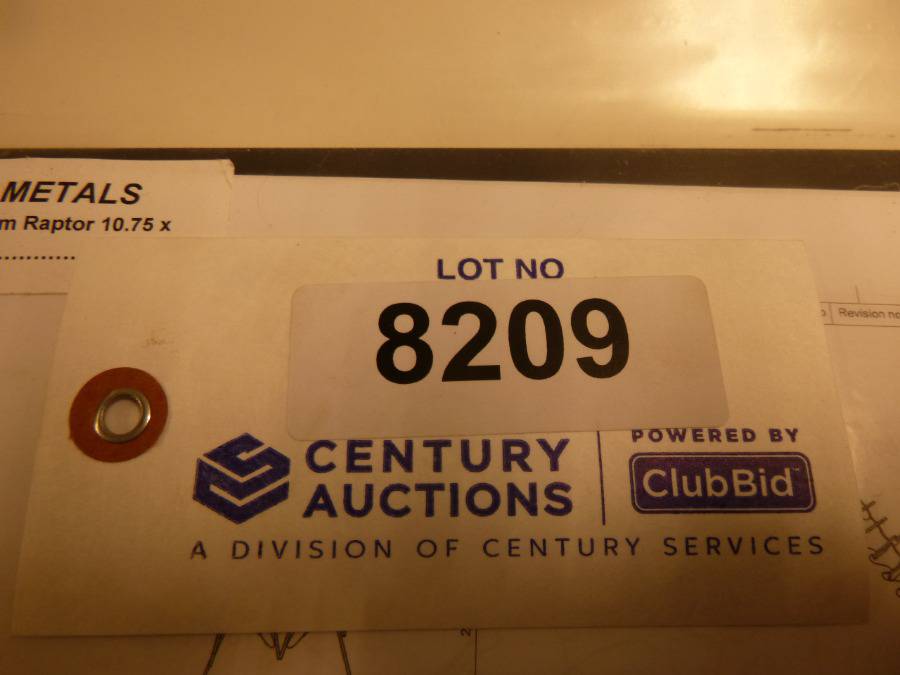 METALS
m Raptor 10.75 x
LOT NO
8209
Revision no
CENTURY
AUCTIONS
POWERED BY
ClubBid™
A DIVISION OF CENTURY SERVICES